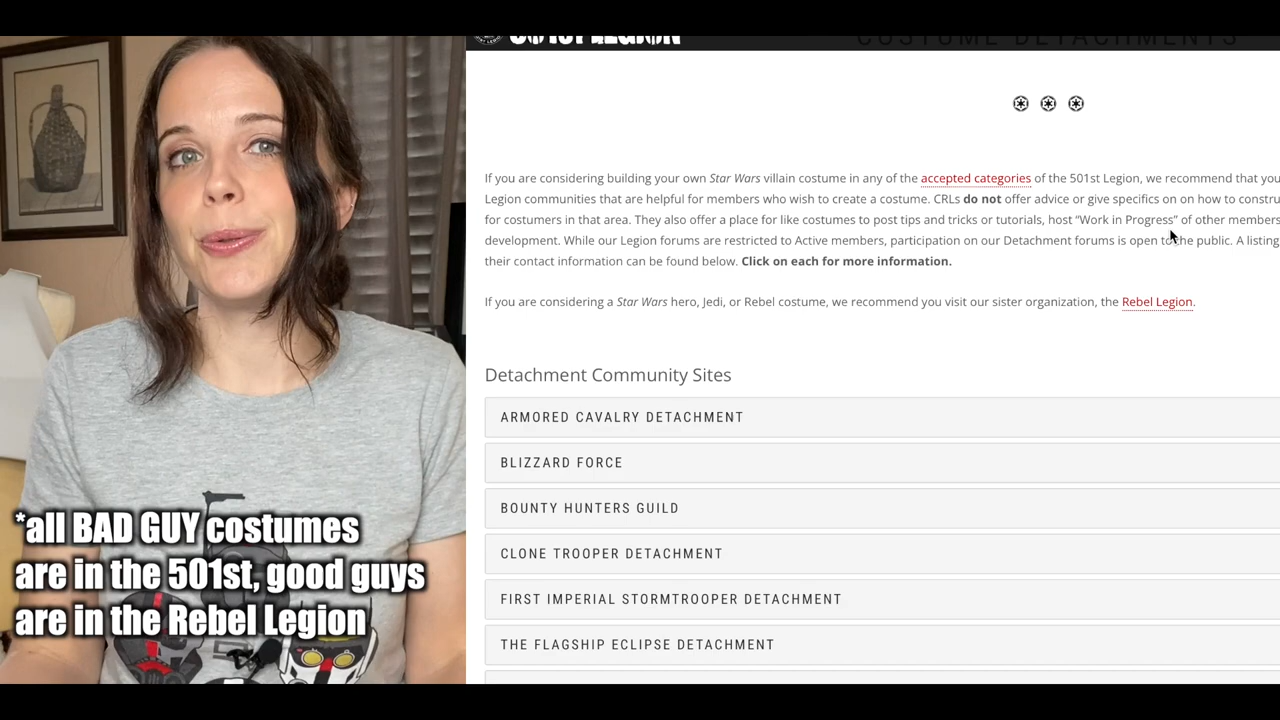 501ST LEGION
COSTUME DETACHMENTS
If you are considering building your own Star Wars villain costume in any of the accepted categories of the 501st Legion, we recommend that you
Legion communities that are helpful for members who wish to create a costume. CRLs do not offer advice or give specifics on on how to constru
for costumers in that area. They also offer a place for like costumes to post tips and tricks or tutorials, host "Work in Progress" of other members
development. While our Legion forums are restricted to Active members, participation on our Detachment forums is open to the public. A listing
their contact information can be found below. Click on each for more information.
If you are considering a Star Wars hero, Jedi, or Rebel costume, we recommend you visit our sister organization, the Rebel Legion.
Detachment Community Sites
ARMORED CAVALRY DETACHMENT
BLIZZARD FORCE
BOUNTY HUNTERS GUILD
CLONE TROOPER DETACHMENT
FIRST IMPERIAL STORMTROOPER DETACHMENT
THE FLAGSHIP ECLIPSE DETACHMENT
*all BAD GUY costumes
are in the 501st, good guys
are in the Rebel Legion